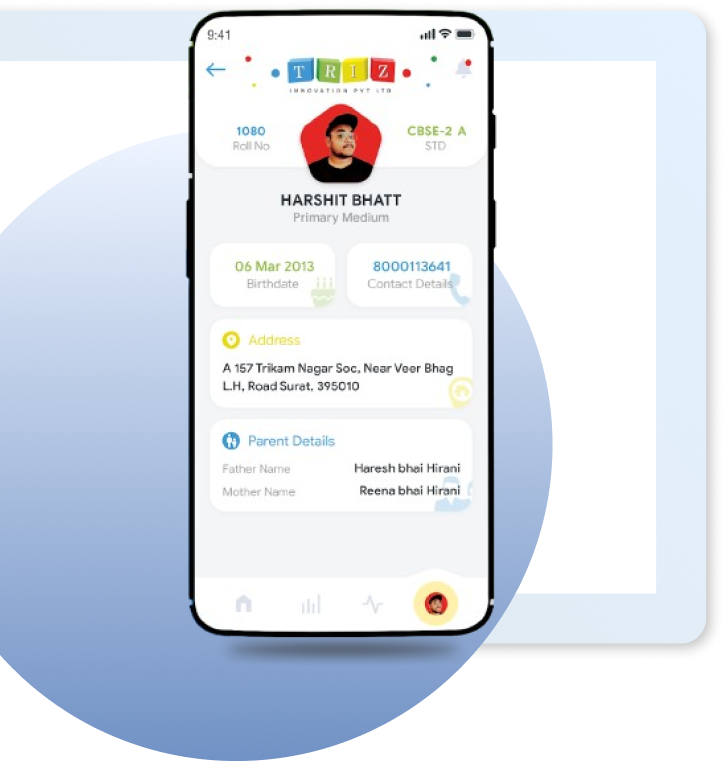 9:41
TRIZ
INNOVATION PVT LTD
1080
Roll No
CBSE-2 A
STD
HARSHIT BHATT
Primary Medium
06 Mar 2013
Birthdate
8000113641
Contact Details
Address
A 157 Trikam Nagar Soc, Near Veer Bhag
L.H, Road Surat, 395010
Parent Details
Father Name Haresh bhai Hirani
Mother Name Reena bhai Hirani